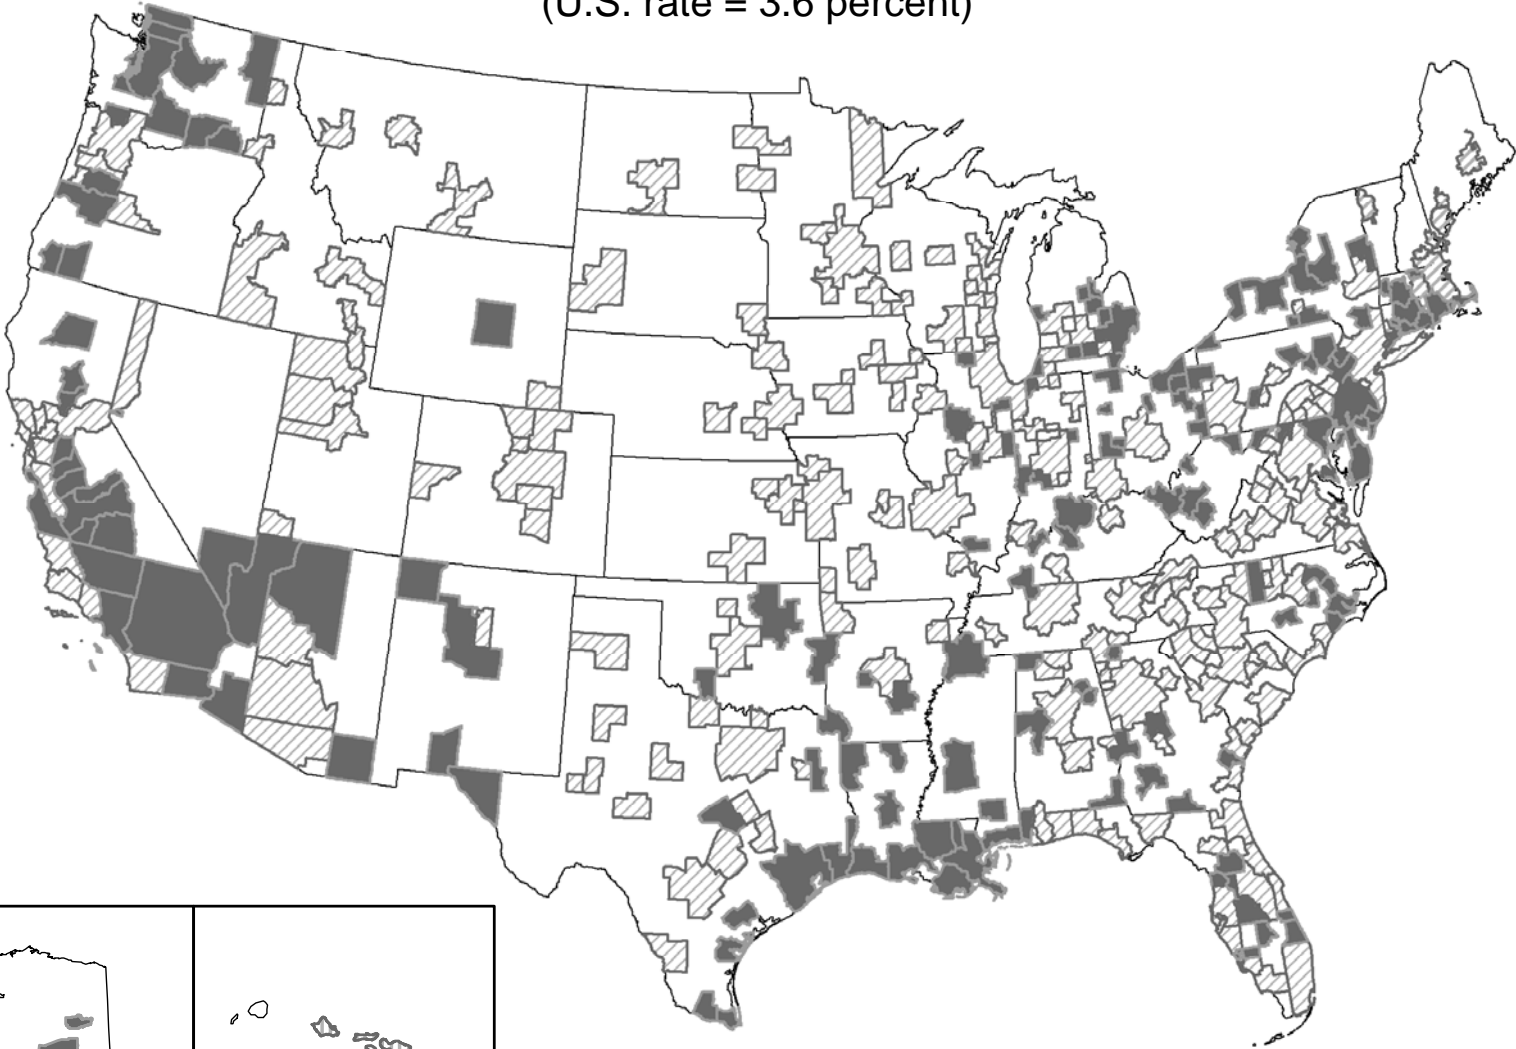 (U.S. rate = 3.6 percent)